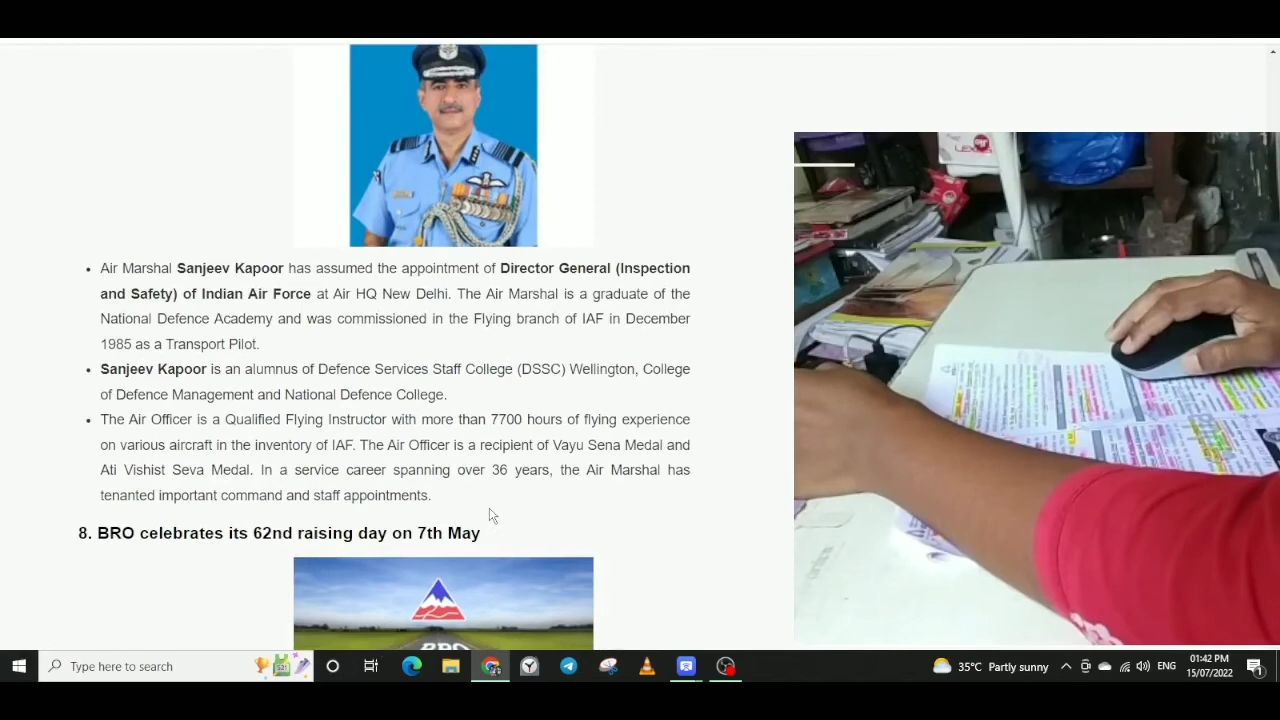 Air Marshal Sanjeev Kapoor has assumed the appointment of Director General (Inspection
and Safety) of Indian Air Force at Air HQ New Delhi. The Air Marshal is a graduate of the
National Defence Academy and was commissioned in the Flying branch of IAF in December
1985 as a Transport Pilot.
Sanjeev Kapoor is an alumnus of Defence Services Staff College (DSSC) Wellington, College
of Defence Management and National Defence College.
The Air Officer is a Qualified Flying Instructor with more than 7700 hours of flying experience
on various aircraft in the inventory of IAF. The Air Officer is a recipient of Vayu Sena Medal and
Ati Vishist Seva Medal. In a service career spanning over 36 years, the Air Marshal has
tenanted important command and staff appointments.
8. BRO celebrates its 62nd raising day on 7th May
BRO
Type here to search
35°C Partly sunny
ENG
01:42 PM
15/07/2022